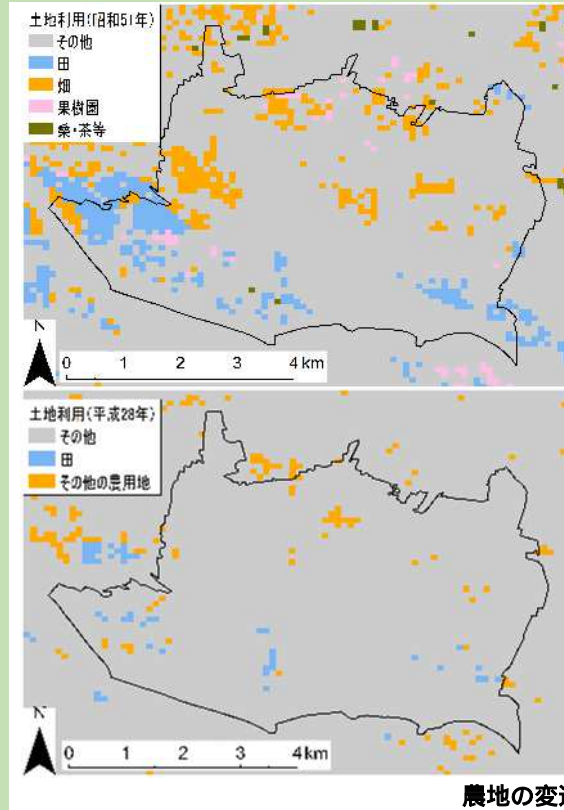 土地利用(昭和51年)
その他
田
畑
果樹園
桑・茶等
N
0 1 2 3 4 km
土地利用(平成28年)
その他
田
その他の農用地
N
0 1 2 3 4 km
農地の変